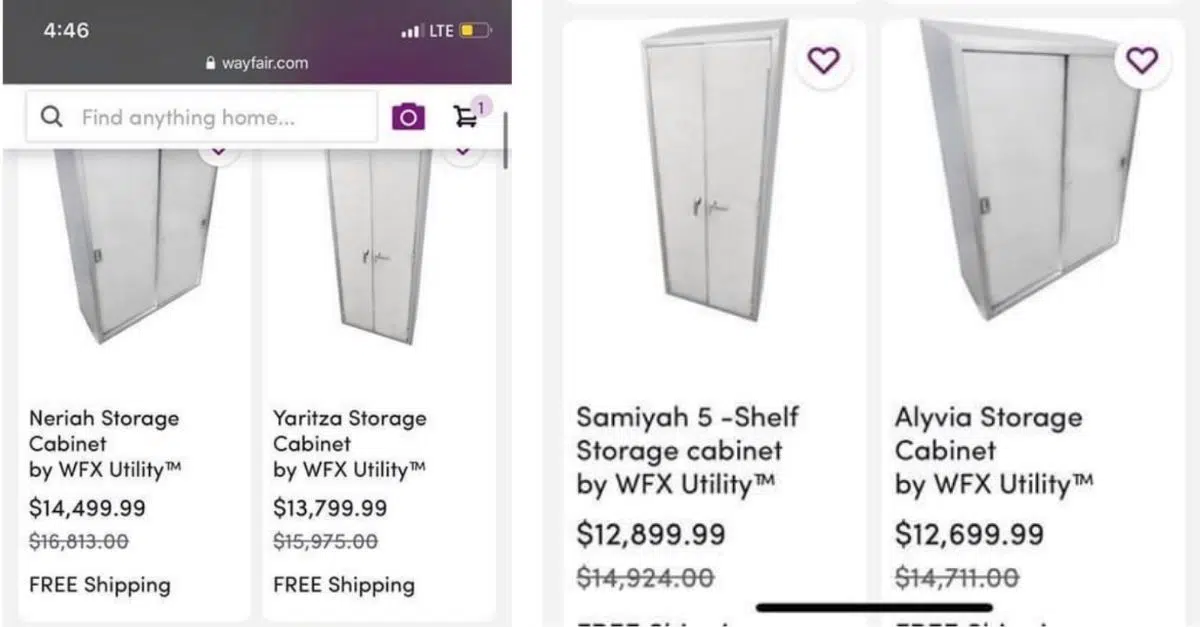 4:46
LTE
wayfair.com
Find anything home...
1
Neriah Storage
Cabinet
by WFX Utility™
$14,499.99
$16,813.00
FREE Shipping
Yaritza Storage
Cabinet
by WFX Utility™
$13,799.99
$15,975.00
FREE Shipping
Samiyah 5 -Shelf
Storage cabinet
by WFX Utility™
$12,899.99
$14,924.00
Alyvia Storage
Cabinet
by WFX Utility™
$12,699.99
$14,711.00